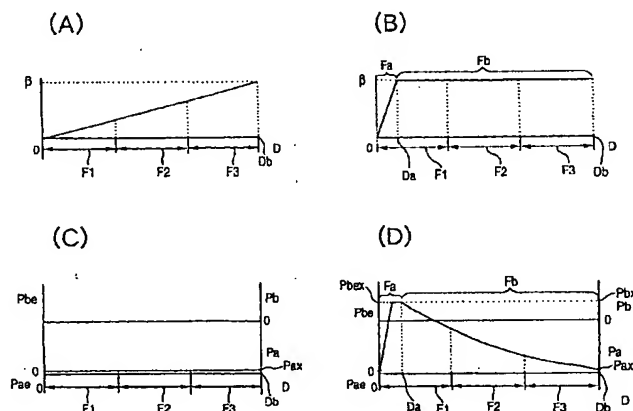 (A)
(B)
β
0
D
Db
F1
F2
F3
Fa
Fb
β
0
D
Da
Db
F1
F2
F3
(C)
(D)
Pbe
Pb
0
0
Pa
Pax
Pae
0
D
Db
F1
F2
F3
Pbex
Fa
Fb
Pbx
Pbe
Pb
0
0
Pa
Pax
Pae
0
D
Da
Db
F1
F2
F3